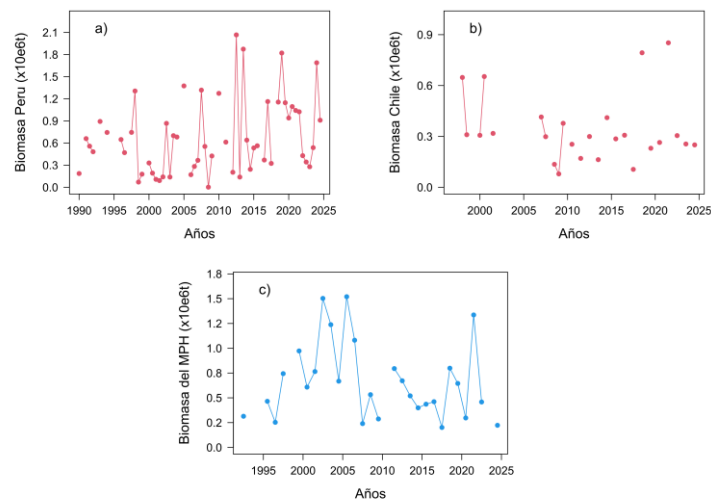 a)
Biomasa Peru (x10e6t)
2.1
1.8
1.5
1.2
0.9
0.6
0.3
0.0
1990 1995 2000 2005 2010 2015 2020 2025
Años
b)
Biomasa Chile (x10e6t)
0.9
0.6
0.3
0.0
2000 2005 2010 2015 2020 2025
Años
c)
Biomasa del MPH (x10e6t)
1.8
1.5
1.2
1.0
0.8
0.5
0.2
0.0
1995 2000 2005 2010 2015 2020 2025
Años